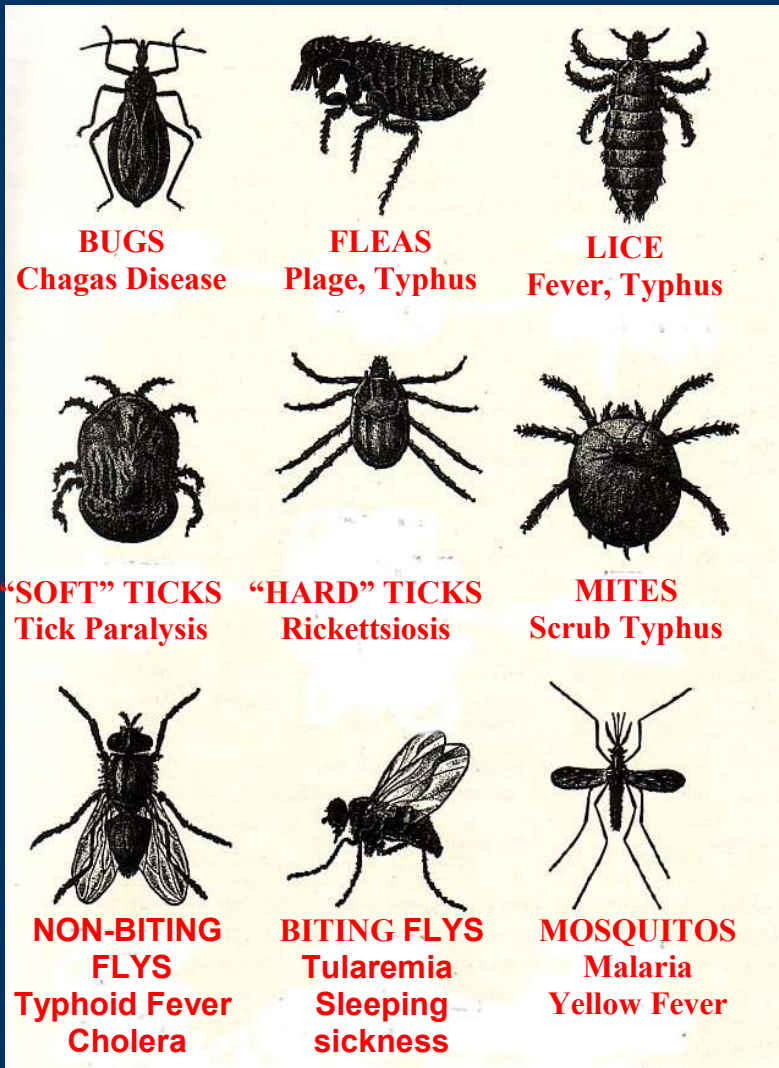 BUGS
Chagas Disease
FLEAS
Plage, Typhus
LICE
Fever, Typhus
“SOFT” TICKS
Tick Paralysis
“HARD” TICKS
Rickettsiosis
MITES
Scrub Typhus
NON-BITING
FLYS
Typhoid Fever
Cholera
BITING FLYS
Tularemia
Sleeping
sickness
MOSQUITOS
Malaria
Yellow Fever